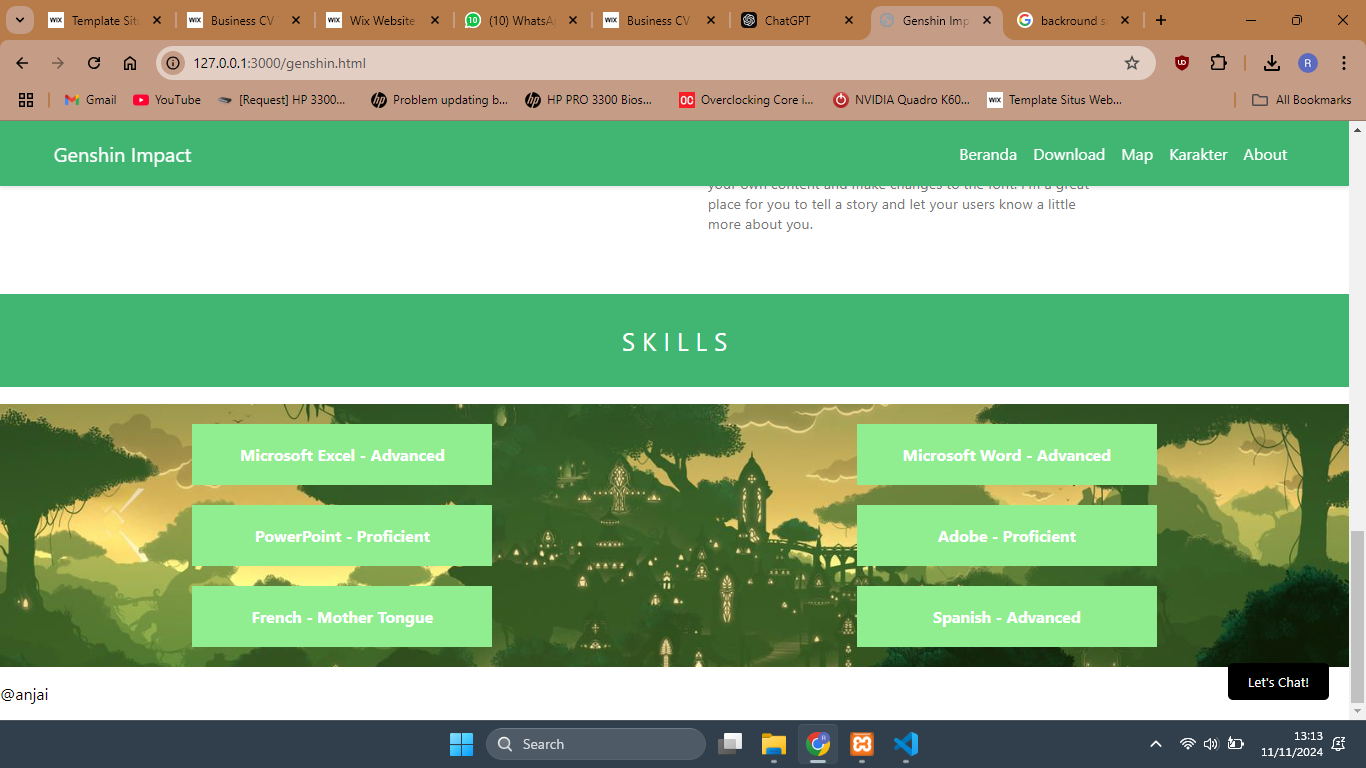 Template Sit
Business CV
Wix Website
(10) WhatsA
Business CV
ChatGPT
Genshin Imp
backround s
127.0.0.1:3000/genshin.html
Gmail
YouTube
[Request] HP 3300...
Problem updating b...
HP PRO 3300 Bios...
Overclocking Core i...
NVIDIA Quadro K60...
Template Situs Web...
All Bookmarks
Genshin Impact
Beranda
Download
Map
Karakter
About
place for you to tell a story and let your users know a little
more about you.
SKILLS
Microsoft Excel - Advanced
Microsoft Word - Advanced
PowerPoint - Proficient
Adobe - Proficient
French - Mother Tongue
Spanish - Advanced
Let's Chat!
@anjai
Search
13:13
11/11/2024